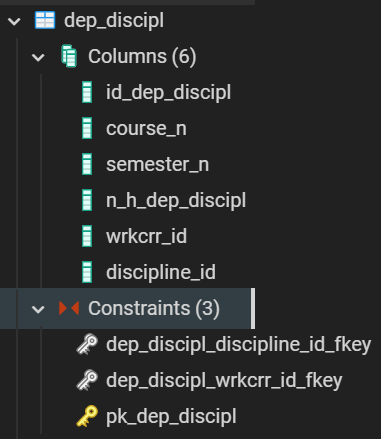 dep_discipl
Columns (6)
id_dep_discipl
course_n
semester_n
n_h_dep_discipl
wrkcrr_id
discipline_id
Constraints (3)
dep_discipl_discipline_id_fkey
dep_discipl_wrkcrr_id_fkey
pk_dep_discipl